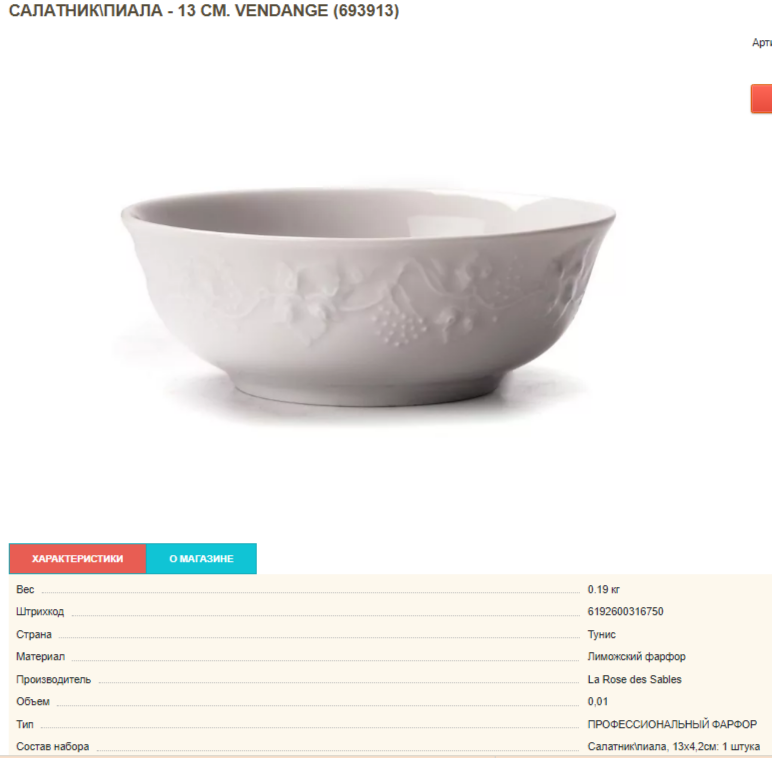 САЛАТНИК\ПИАЛА - 13 СМ. VENDANGE (693913)
ХАРАКТЕРИСТИКИ О МАГАЗИНЕ
Вес 0.19 кг
Штрихкод 6192600316750
Страна Тунис
Материал Лиможский фарфор
Производитель La Rose des Sables
Объем 0,01
Тип ПРОФЕССИОНАЛЬНЫЙ ФАРФОР
Состав набора Салатник\пиала, 13х4,2см: 1 штука